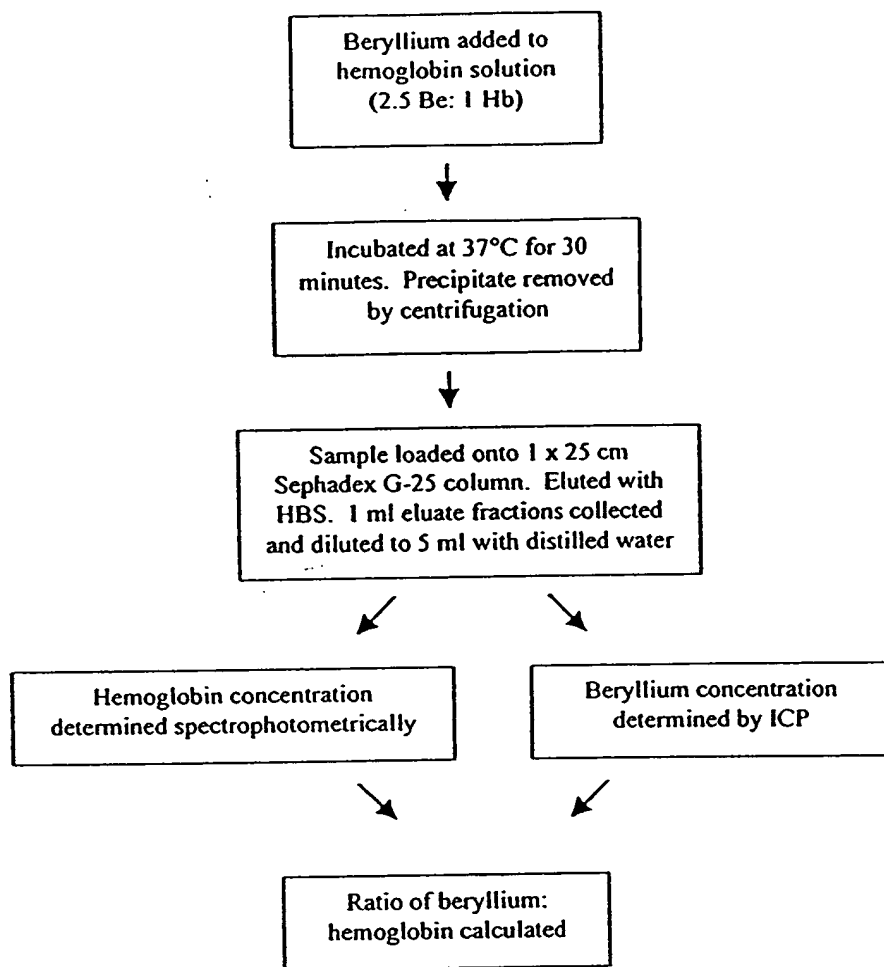 Beryllium added to
hemoglobin solution
(2.5 Be: 1 Hb)
Incubated at 37°C for 30
minutes. Precipitate removed
by centrifugation
Sample loaded onto 1 x 25 cm
Sephadex G-25 column. Eluted with
HBS. 1 ml eluate fractions collected
and diluted to 5 ml with distilled water
Hemoglobin concentration
determined spectrophotometrically
Beryllium concentration
determined by ICP
Ratio of beryllium:
hemoglobin calculated